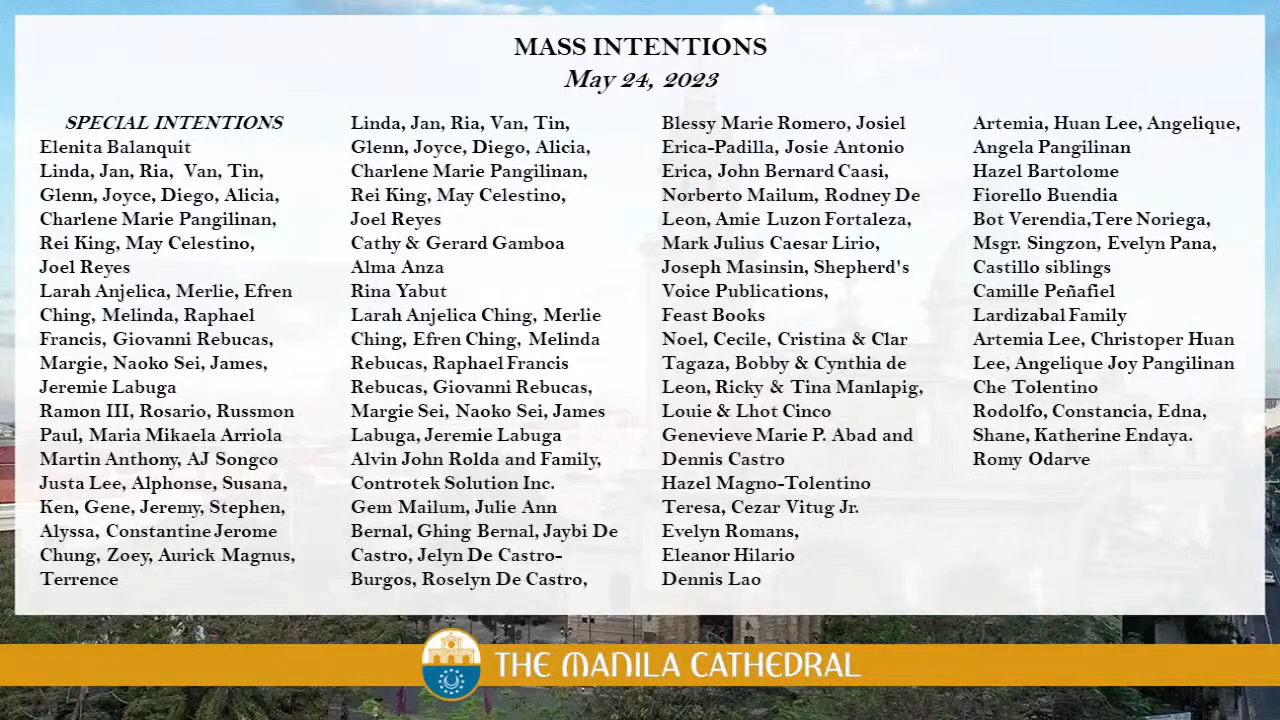 MASS INTENTIONS
May 24, 2023
SPECIAL INTENTIONS
Elenita Balanquit
Linda, Jan, Ria, Van, Tin,
Glenn, Joyce, Diego, Alicia,
Charlene Marie Pangilinan,
Rei King, May Celestino,
Joel Reyes
Larah Anjelica, Merlie, Efren
Ching, Melinda, Raphael
Francis, Giovanni Rebucas,
Margie, Naoko Sei, James,
Jeremie Labuga
Ramon III, Rosario, Russmon
Paul, Maria Mikaela Arriola
Martin Anthony, AJ Songco
Justa Lee, Alphonse, Susana,
Ken, Gene, Jeremy, Stephen,
Alyssa, Constantine Jerome
Chung, Zoey, Aurick Magnus,
Terrence
Linda, Jan, Ria, Van, Tin,
Glenn, Joyce, Diego, Alicia,
Charlene Marie Pangilinan,
Rei King, May Celestino,
Joel Reyes
Cathy & Gerard Gamboa
Alma Anza
Rina Yabut
Larah Anjelica Ching, Merlie
Ching, Efren Ching, Melinda
Rebucas, Raphael Francis
Rebucas, Giovanni Rebucas,
Margie Sei, Naoko Sei, James
Labuga, Jeremie Labuga
Alvin John Rolda and Family,
Controtek Solution Inc.
Gem Mailum, Julie Ann
Bernal, Ghing Bernal, Jaybi De
Castro, Jelyn De Castro-
Burgos, Roselyn De Castro,
Blessy Marie Romero, Josiel
Erica-Padilla, Josie Antonio
Erica, John Bernard Caasi,
Norberto Mailum, Rodney De
Leon, Amie Luzon Fortaleza,
Mark Julius Caesar Lirio,
Joseph Masinsin, Shepherd's
Voice Publications,
Feast Books
Noel, Cecile, Cristina & Clar
Tagaza, Bobby & Cynthia de
Leon, Ricky & Tina Manlapig,
Louie & Lhot Cinco
Genevieve Marie P. Abad and
Dennis Castro
Hazel Magno-Tolentino
Teresa, Cezar Vitug Jr.
Evelyn Romans,
Eleanor Hilario
Dennis Lao
Artemia, Huan Lee, Angelique,
Angela Pangilinan
Hazel Bartolome
Fiorello Buendia
Bot Verendia,Tere Noriega,
Msgr. Singzon, Evelyn Pana,
Castillo siblings
Camille Peñafiel
Lardizabal Family
Artemia Lee, Christoper Huan
Lee, Angelique Joy Pangilinan
Che Tolentino
Rodolfo, Constancia, Edna,
Shane, Katherine Endaya.
Romy Odarve
THE MANILA CATHEDRAL